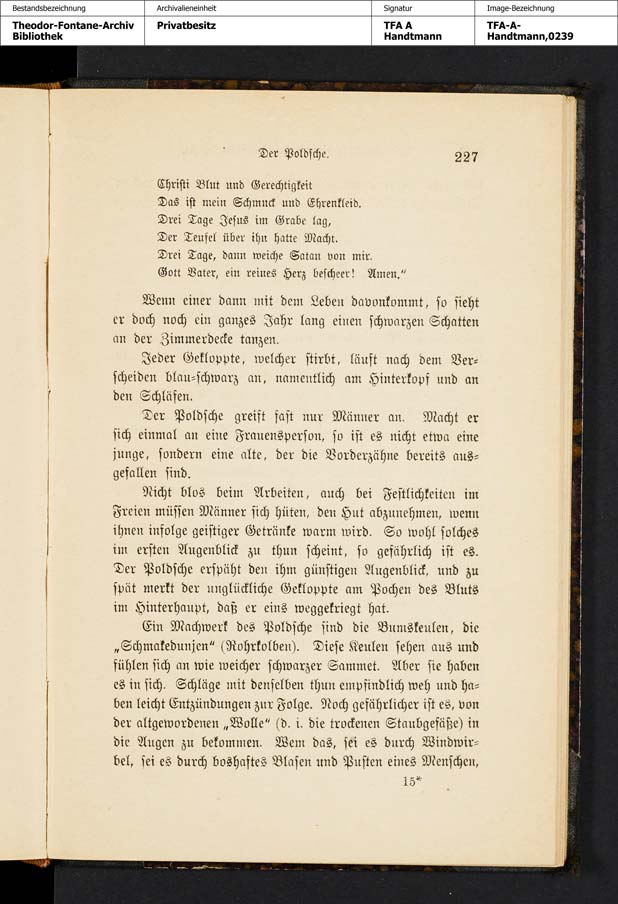 Bestandsbezeichnung Archivalieneinheit Signatur Image-Bezeichnung
Theodor-Fontane-Archiv Privatbesitz TFA A TFA-A-
Bibliothek Handtmann Handtmann,0239
Der Poldsche. 227
Christi Blut und Gerechtigkeit
Das ist mein Schmuck und Ehrenkleid.
Drei Tage Jesus im Grabe lag,
Der Teufel über ihn hatte Macht.
Drei Tage, dann weiche Satan von mir.
Gott Vater, ein reines Herz bescheer! Amen.“
Wenn einer dann mit dem Leben davonkommt, so sieht
er doch noch ein ganzes Jahr lang einen schwarzen Schatten
an der Zimmerdecke tanzen.
Jeder Gekloppte, welcher stirbt, läuft nach dem Ver-
scheiden blau-schwarz an, namentlich am Hinterkopf und an
den Schläfen.
Der Poldsche greift fast nur Männer an. Macht er
sich einmal an eine Frauensperson, so ist es nicht etwa eine
junge, sondern eine alte, der die Vorderzähne bereits aus-
gefallen sind.
Nicht blos beim Arbeiten, auch bei Festlichkeiten im
Freien müssen Männer sich hüten, den Hut abzunehmen, wenn
ihnen infolge geistiger Getränke warm wird. So wohl solches
im ersten Augenblick zu thun scheint, so gefährlich ist es.
Der Poldsche erspäht den ihm günstigen Augenblick, und zu
spät merkt der unglückliche Gekloppte am Pochen des Bluts
im Hinterhaupt, daß er eins weggekriegt hat.
Ein Machwerk des Poldsche sind die Bumskeulen, die
„Schmakedunjen“ (Rohrkolben). Diese Keulen sehen aus und
fühlen sich an wie weicher schwarzer Sammet. Aber sie haben
es in sich. Schläge mit denselben thun empfindlich weh und ha-
ben leicht Entzündungen zur Folge. Noch gefährlicher ist es, von
der altgewordenen „Wolle“ (d. i. die trockenen Staubgefäße) in
die Augen zu bekommen. Wem das, sei es durch Windwir-
bel, sei es durch boshaftes Blasen und Pusten eines Menschen,
15*